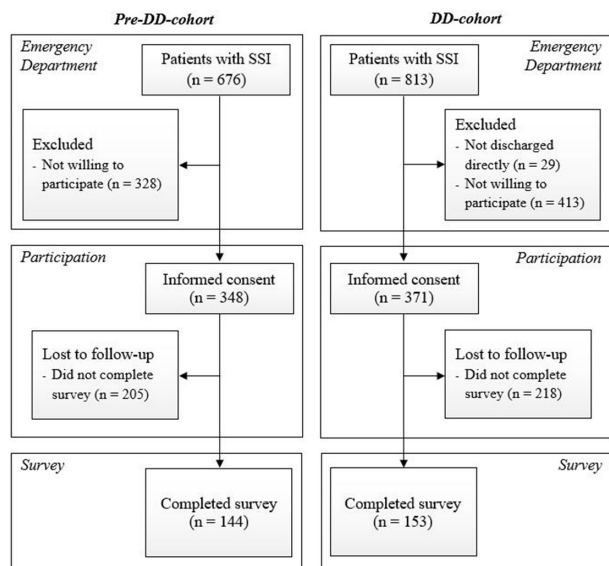 Pre-DD-cohort
Emergency
Department
Patients with SSI
(n = 676)
Excluded
- Not willing to
participate (n = 328)
Participation
Informed consent
(n = 348)
Lost to follow-up
- Did not complete
survey (n = 205)
Survey
Completed survey
(n = 144)
DD-cohort
Emergency
Department
Patients with SSI
(n = 813)
Excluded
- Not discharged
directly (n = 29)
- Not willing to
participate (n = 413)
Participation
Informed consent
(n = 371)
Lost to follow-up
- Did not complete
survey (n = 218)
Survey
Completed survey
(n = 153)